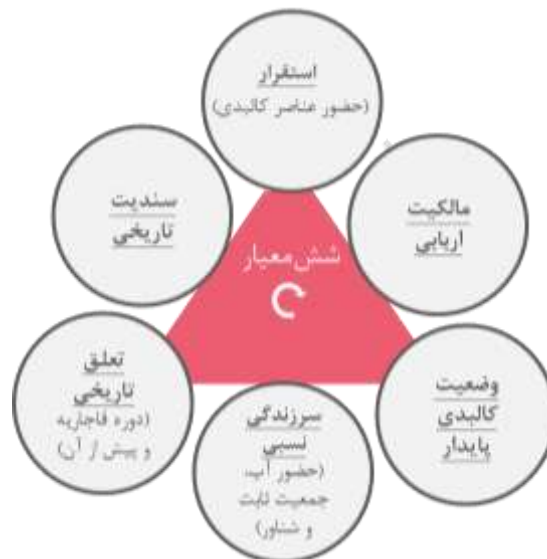 استقرار
(حضور عناصر کالبدی)
مالکیت
اربابی
سندیت
تاریخی
شش معیار
وضعیت
کالبدی
پایدار
تعلق
تاریخی
(دوره قاجاریه
و پیش از آن)
سرزندگی
نسبی
(حضور آب،
جمعیت ثابت
و شناور)